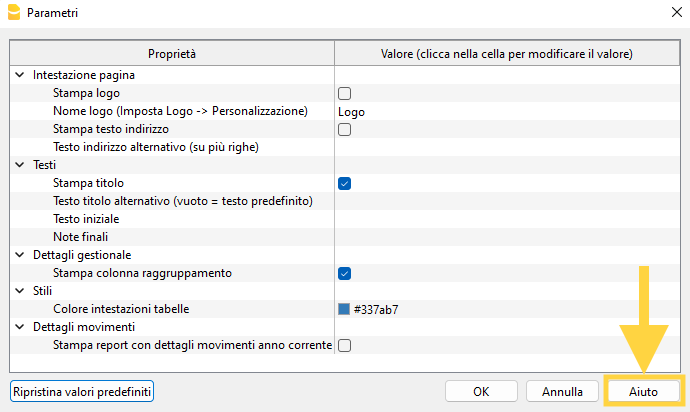 Parametri
Proprietà Valore (clicca nella cella per modificare il valore)
Intestazione pagina
Stampa logo
Nome logo (Imposta Logo -> Personalizzazione) Logo
Stampa testo indirizzo
Testo indirizzo alternativo (su più righe)
Testi
Stampa titolo
Testo titolo alternativo (vuoto = testo predefinito)
Testo iniziale
Note finali
Dettagli gestionale
Stampa colonna raggruppamento
Stili
Colore intestazioni tabelle #337ab7
Dettagli movimenti
Stampa report con dettagli movimenti anno corrente
Ripristina valori predefiniti OK Annulla Aiuto